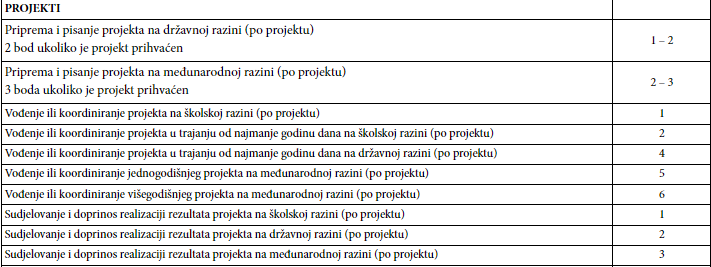 PROJEKTI
Priprema i pisanje projekta na državnoj razini (po projektu)
2 bod ukoliko je projekt prihvaćen
1 – 2
Priprema i pisanje projekta na međunarodnoj razini (po projektu)
3 boda ukoliko je projekt prihvaćen
2 – 3
Vođenje ili koordiniranje projekta na školskoj razini (po projektu) 1
Vođenje ili koordiniranje projekta u trajanju od najmanje godinu dana na školskoj razini (po projektu) 2
Vođenje ili koordiniranje projekta u trajanju od najmanje godinu dana na državnoj razini (po projektu) 4
Vođenje ili koordiniranje jednogodišnjeg projekta na međunarodnoj razini (po projektu) 5
Vođenje ili koordiniranje višegodišnjeg projekta na međunarodnoj razini (po projektu) 6
Sudjelovanje i doprinos realizaciji rezultata projekta na školskoj razini (po projektu) 1
Sudjelovanje i doprinos realizaciji rezultata projekta na državnoj razini (po projektu) 2
Sudjelovanje i doprinos realizaciji rezultata projekta na međunarodnoj razini (po projektu) 3